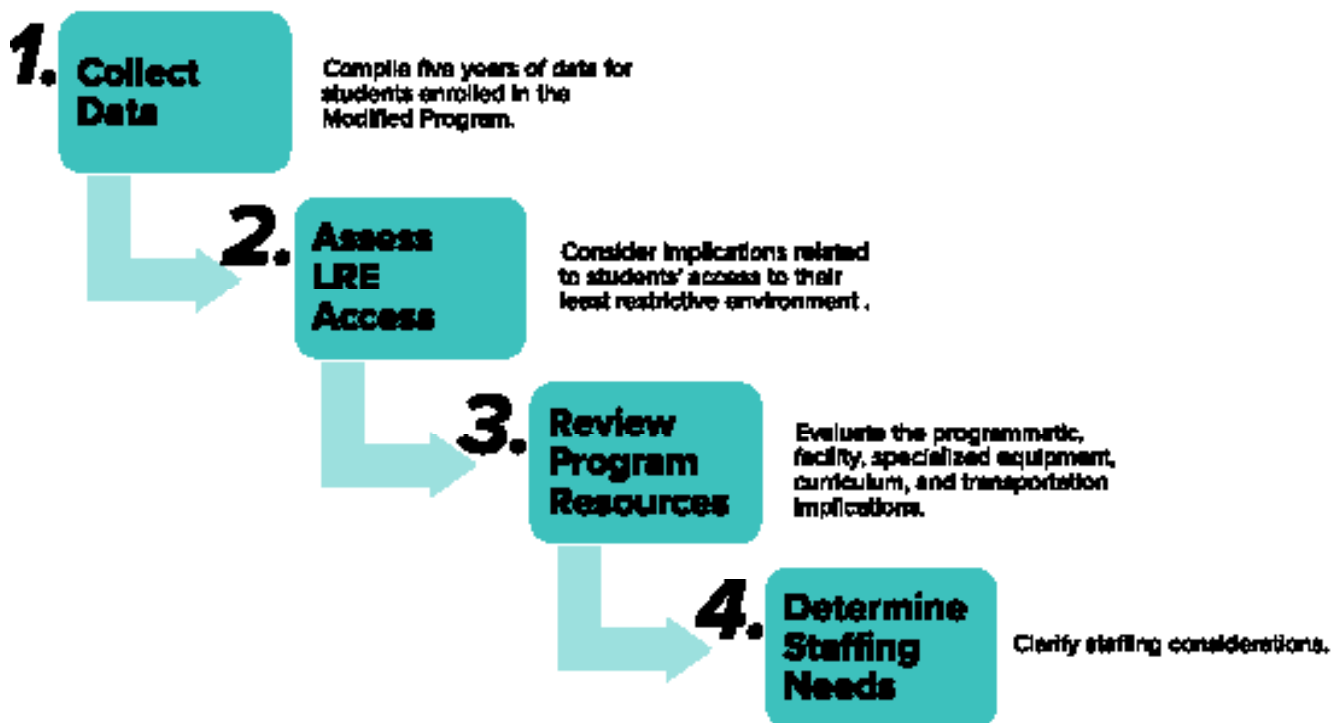 1.
Collect
Data
Compile five years of data for
students enrolled in the
Modified Program.
2.
Assess
LRE
Access
Consider implications related
to students' access to their
least restrictive environment .
3.
Review
Program
Resources
Evaluate the programmatic,
facility, specialized equipment,
curriculum, and transportation
implications.
4.
Determine
Staffing
Needs
Clarify staffing considerations.